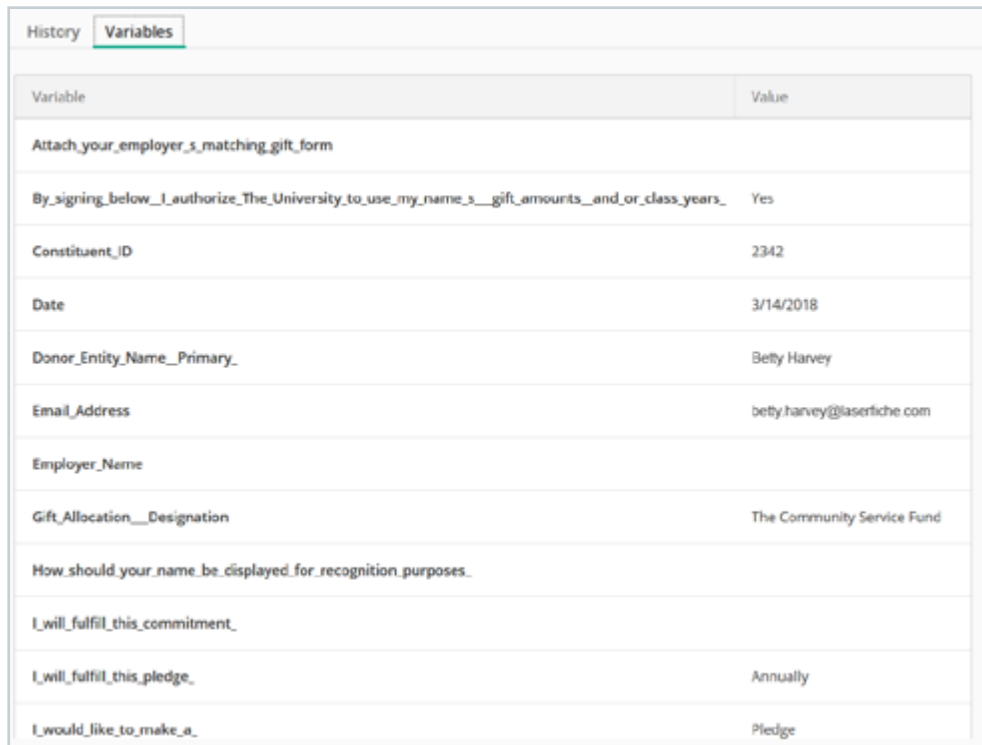 History Variables
Variable Value
Attach_your_employer_s_matching_gift_form
By_signing_below__I_authorize_The_University_to_use_my_name_s___gift_amounts__and_or_class_years_ Yes
Constituent_ID 2342
Date 3/14/2018
Donor_Entity_Name__Primary_ Betty Harvey
Email_Address betty.harvey@laserfiche.com
Employer_Name
Gift_Allocation___Designation The Community Service Fund
How_should_your_name_be_displayed_for_recognition_purposes_
I_will_fulfill_this_commitment_
I_will_fulfill_this_pledge_ Annually
I_would_like_to_make_a_ Pledge